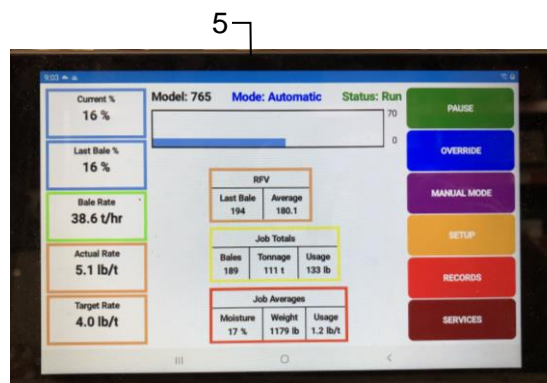 5
9:03
Model: 765 Mode: Automatic Status: Run
Current %
16 %
Last Bale %
16 %
Bale Rate
38.6 t/hr
Actual Rate
5.1 lb/t
Target Rate
4.0 lb/t
70
0
RFV
Last Bale Average
194 180.1
Job Totals
Bales Tonnage Usage
189 111 t 133 lb
Job Averages
Moisture Weight Usage
17 % 1179 lb 1.2 lb/t
PAUSE
OVERRIDE
MANUAL MODE
SETUP
RECORDS
SERVICES